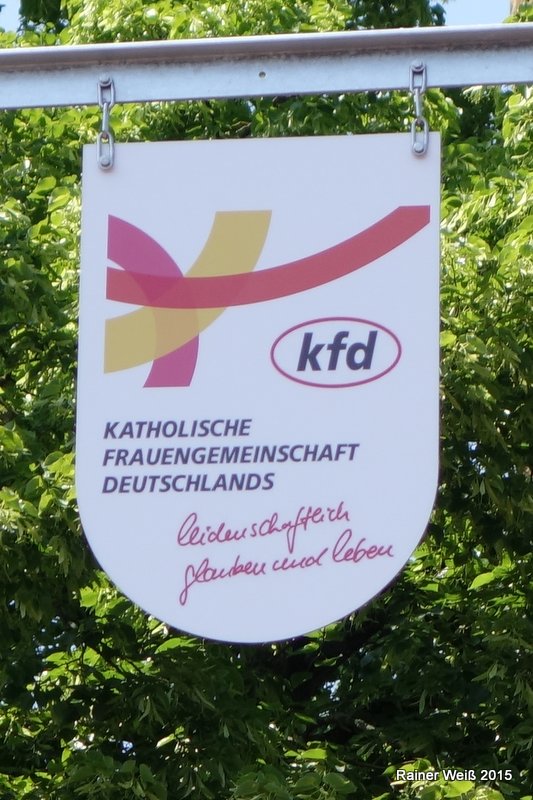 kfd
KATHOLISCHE
FRAUENGEMEINSCHAFT
DEUTSCHLANDS
leidenschaftlich
glauben und leben
Rainer Weiß 2015